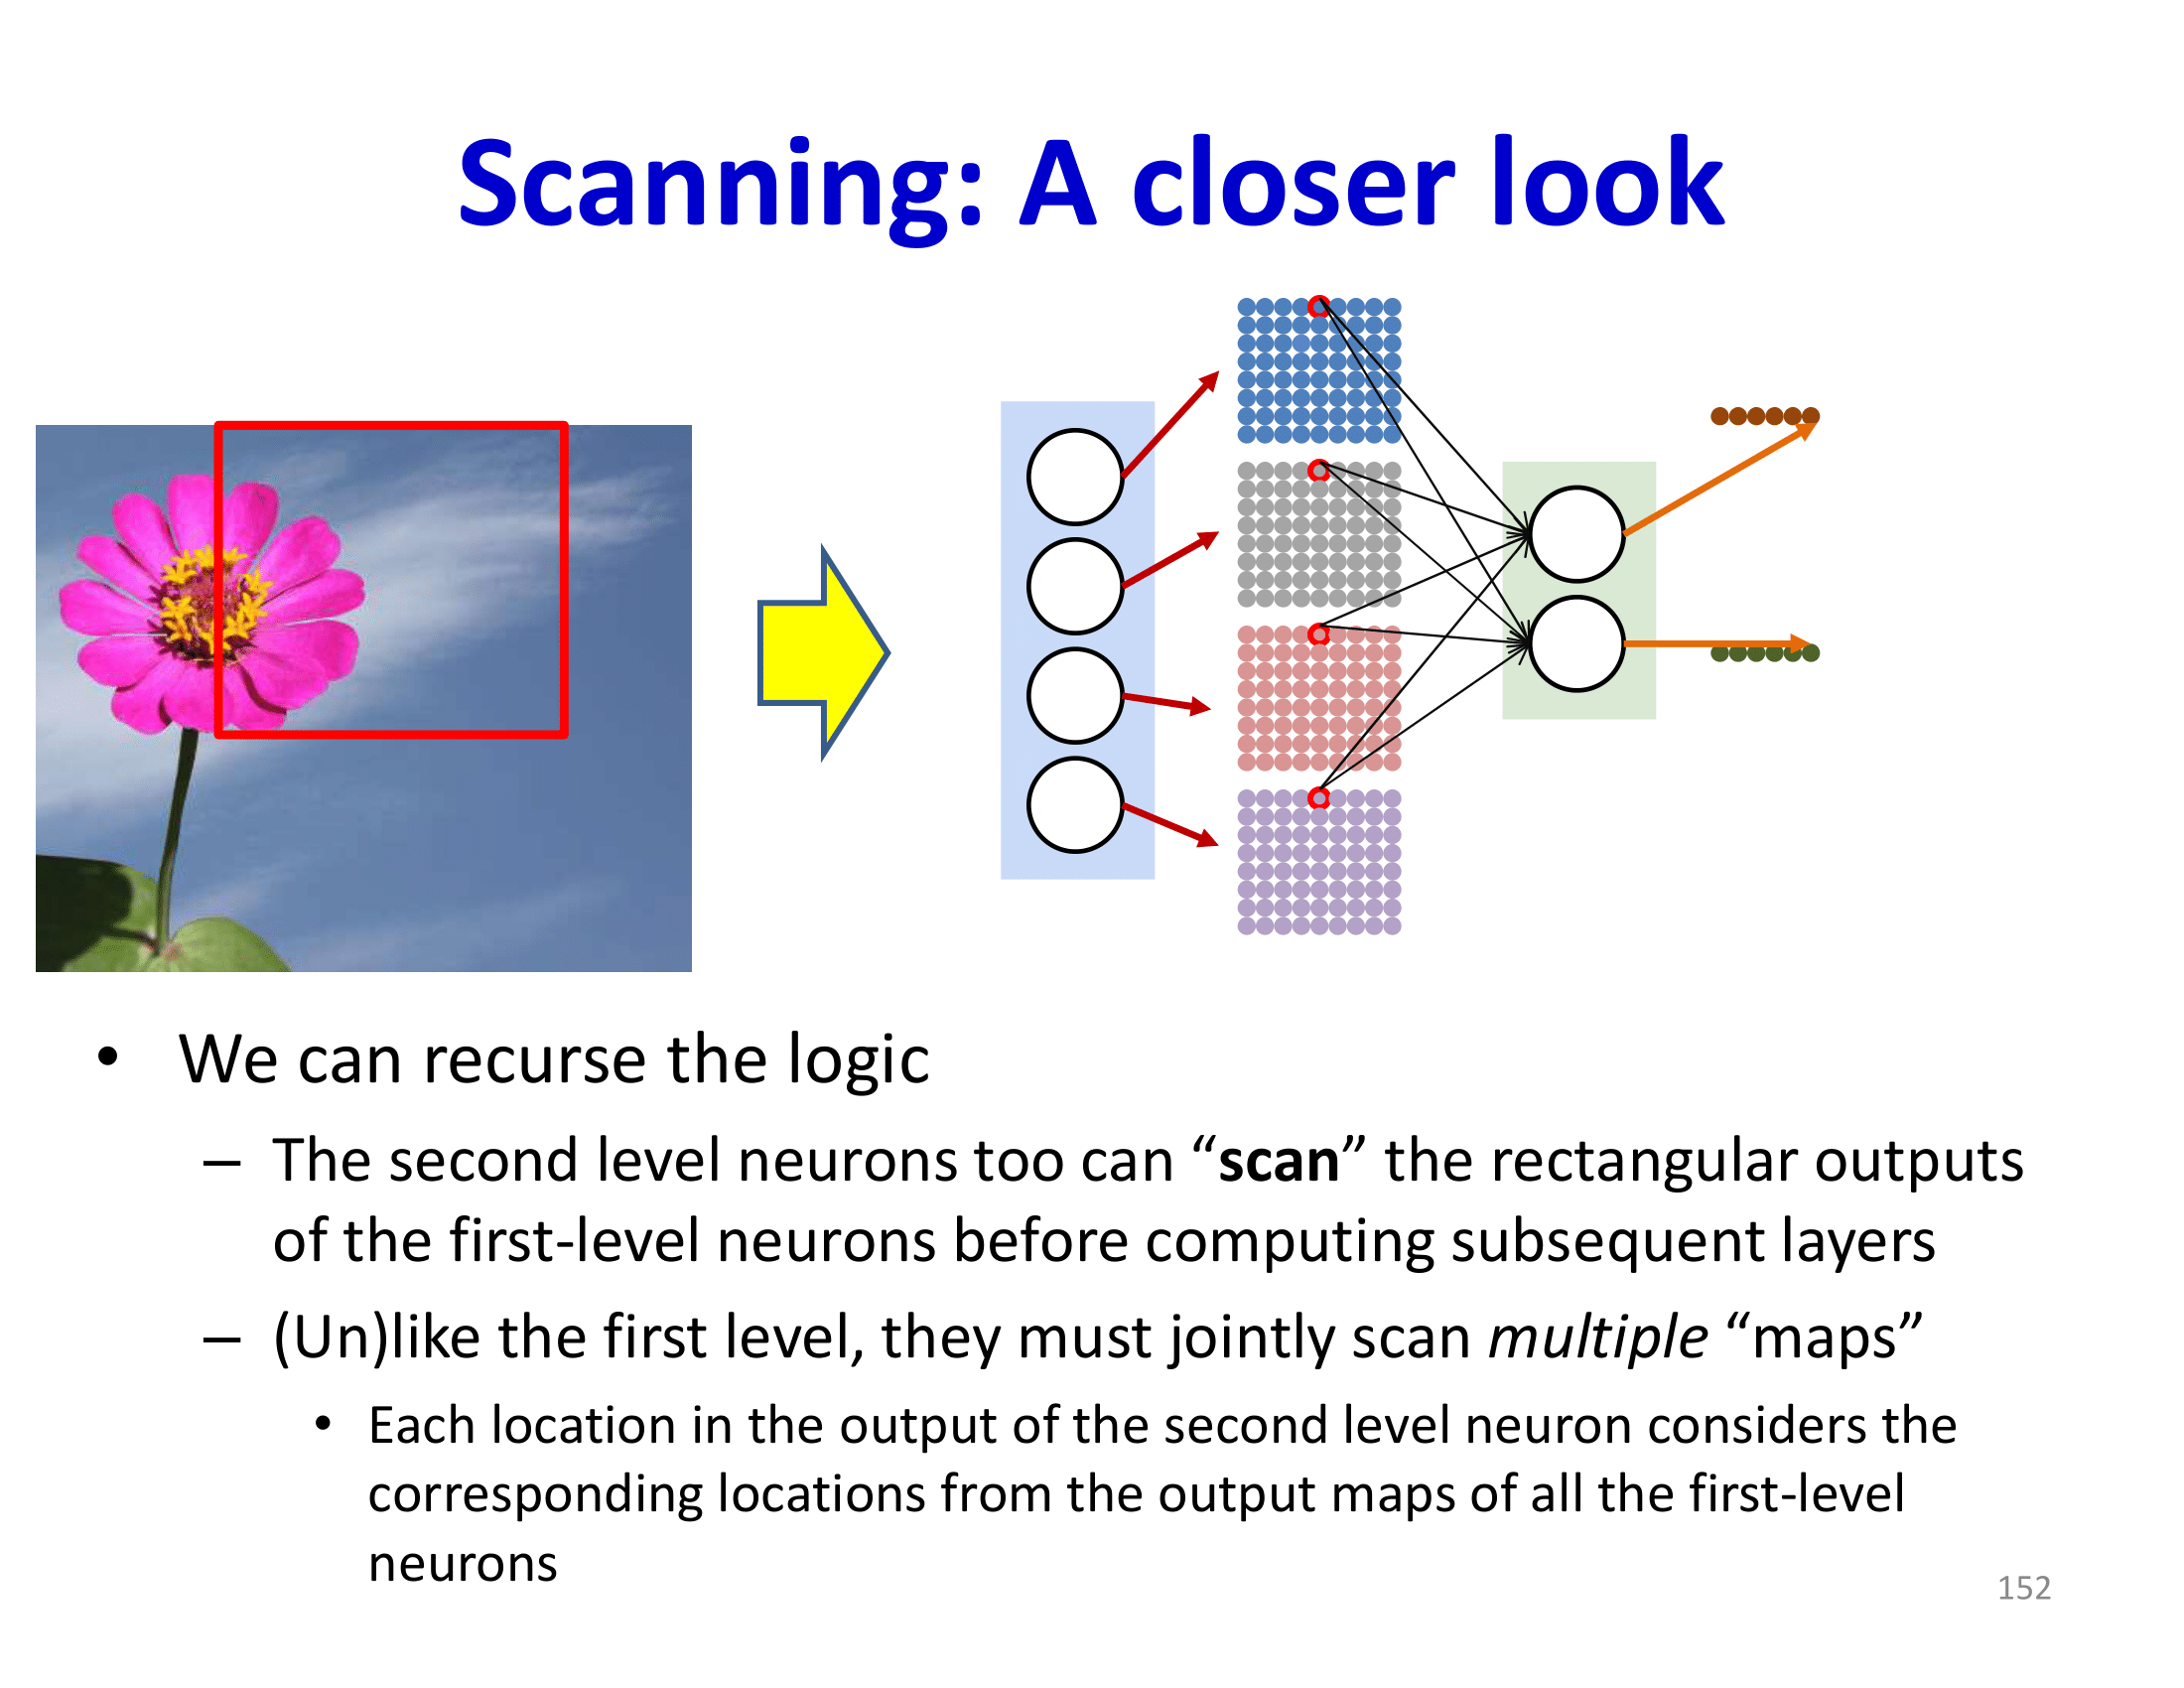 Scanning: A closer look
• We can recurse the logic
– The second level neurons too can “scan” the rectangular outputs
of the first-level neurons before computing subsequent layers
– (Un)like the first level, they must jointly scan multiple “maps”
• Each location in the output of the second level neuron considers the
corresponding locations from the output maps of all the first-level
neurons
152